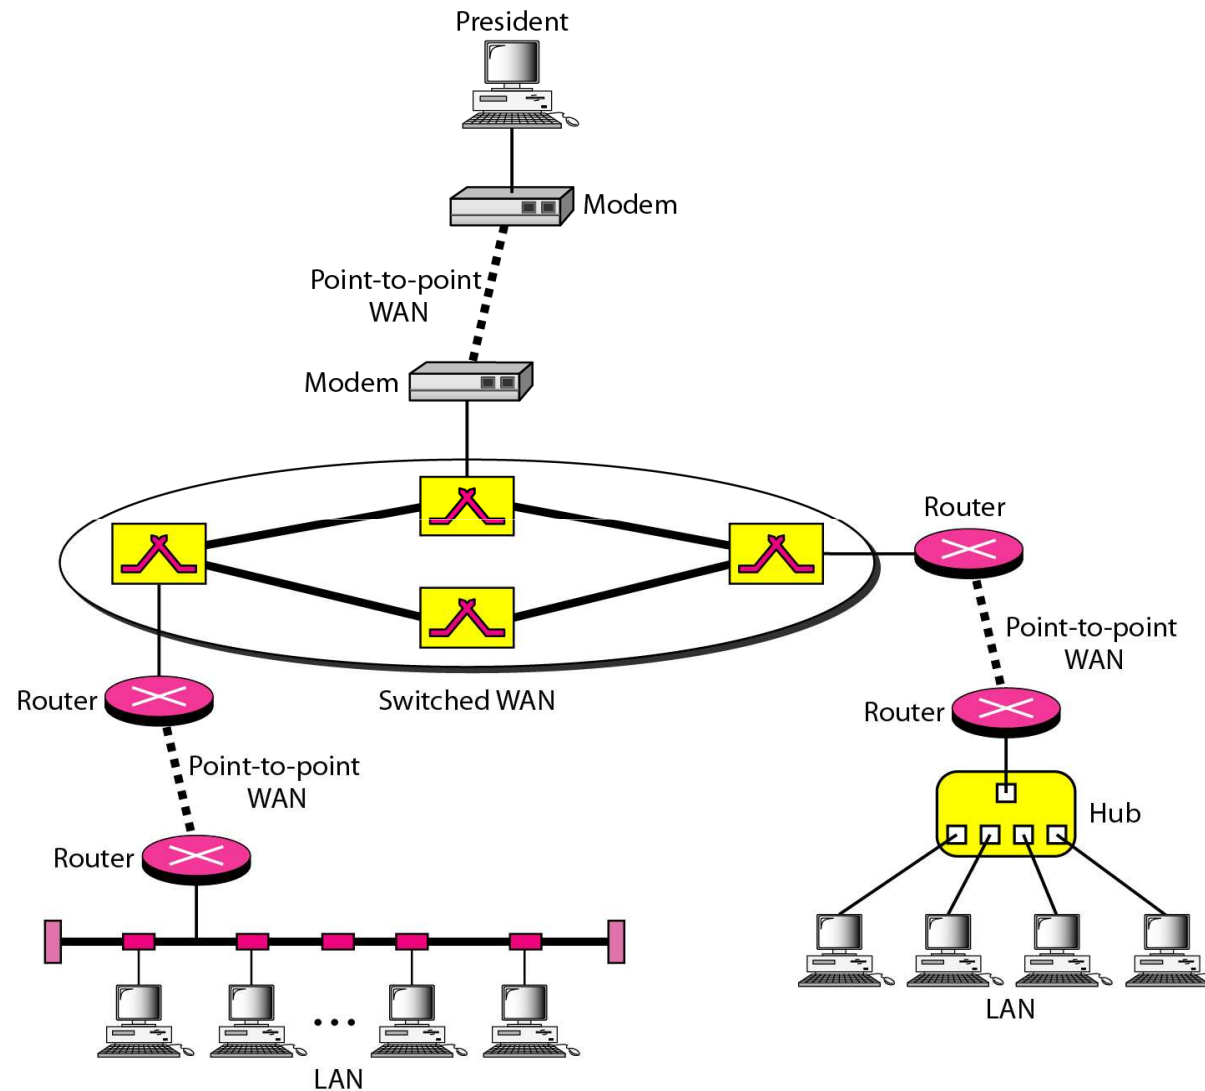 President
Modem
Point-to-point
WAN
Modem
Router
Switched WAN
Router
Point-to-point
WAN
Router
Point-to-point
WAN
Router
Hub
LAN
LAN